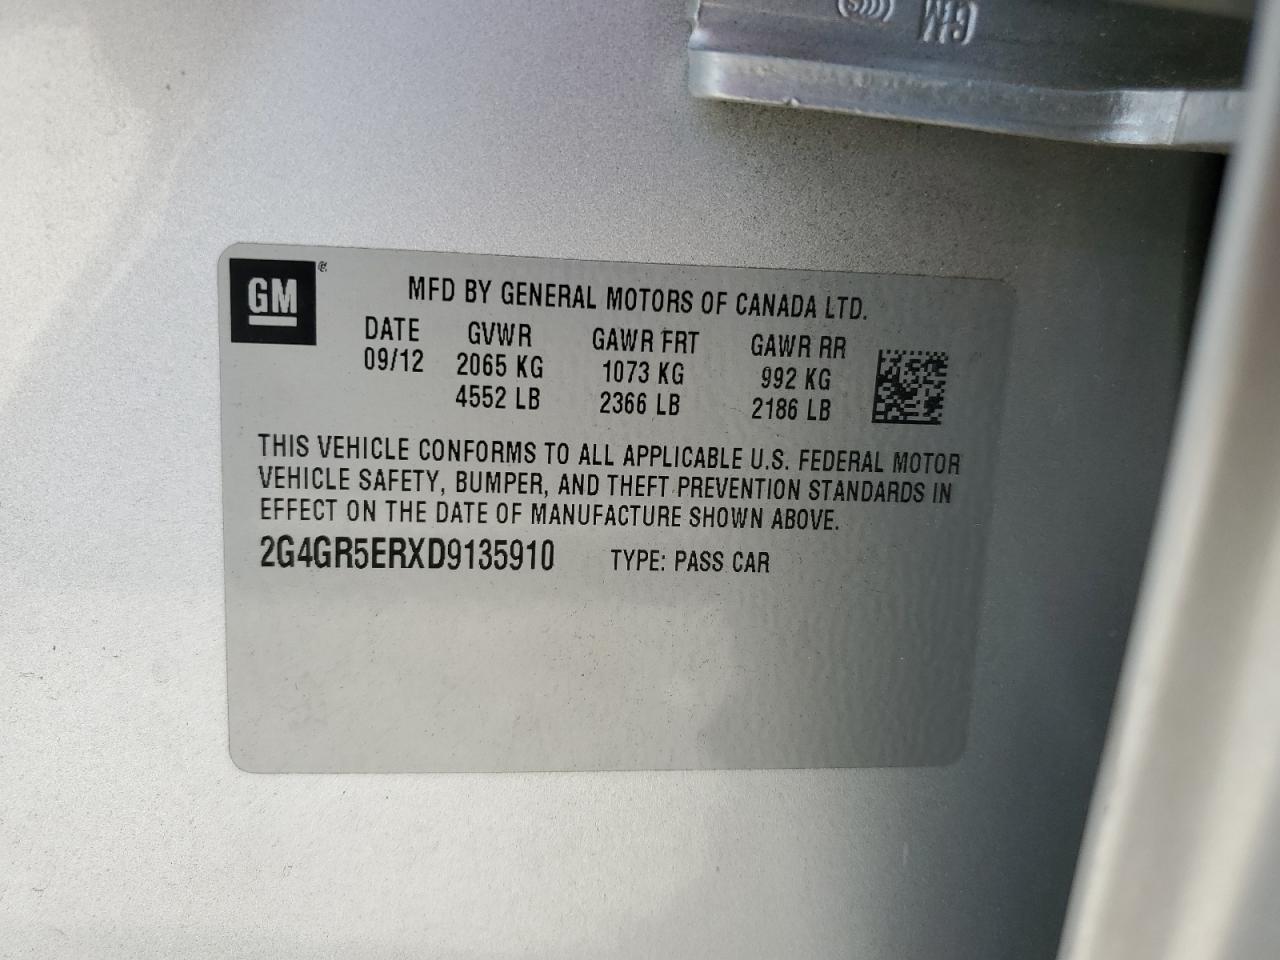 GM
GM®
MFD BY GENERAL MOTORS OF CANADA LTD.
DATE GVWR GAWR FRT GAWR RR
09/12 2065 KG 1073 KG 992 KG
4552 LB 2366 LB 2186 LB
THIS VEHICLE CONFORMS TO ALL APPLICABLE U.S. FEDERAL MOTOR
VEHICLE SAFETY, BUMPER, AND THEFT PREVENTION STANDARDS IN
EFFECT ON THE DATE OF MANUFACTURE SHOWN ABOVE.
2G4GR5ERXD9135910 TYPE: PASS CAR